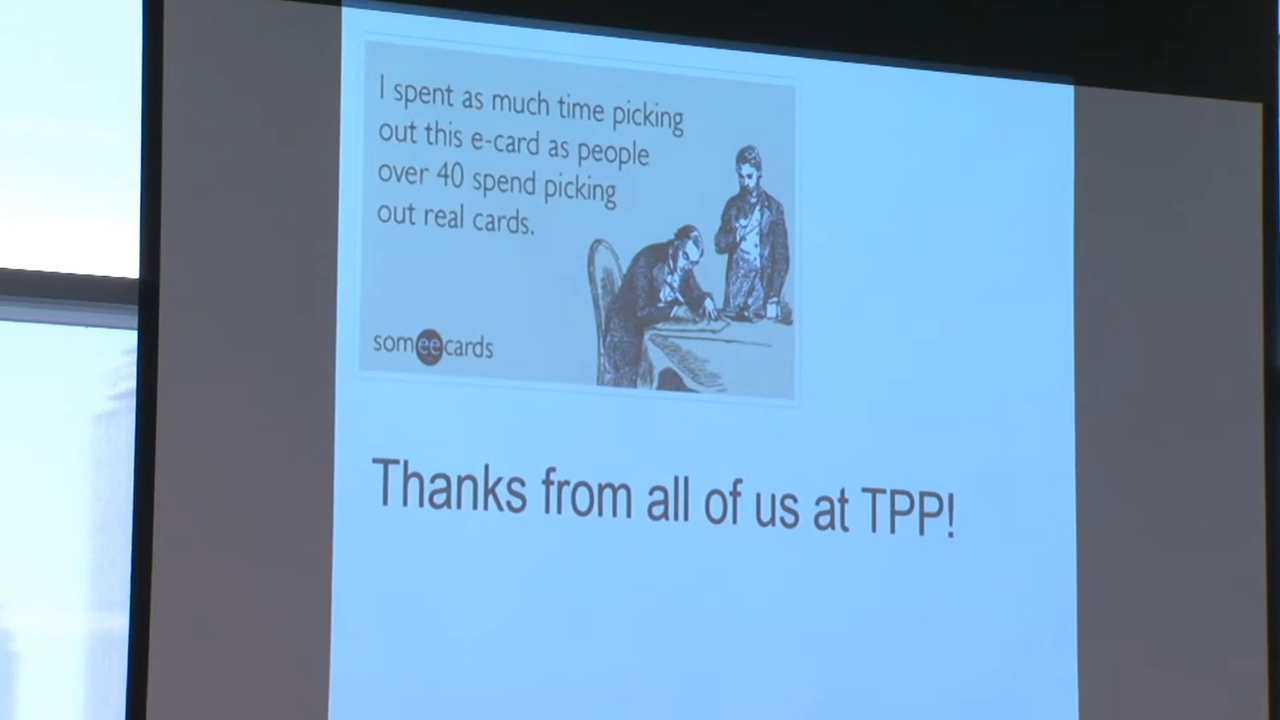 I spent as much time picking
out this e-card as people
over 40 spend picking
out real cards.
someecards
Thanks from all of us at TPP!